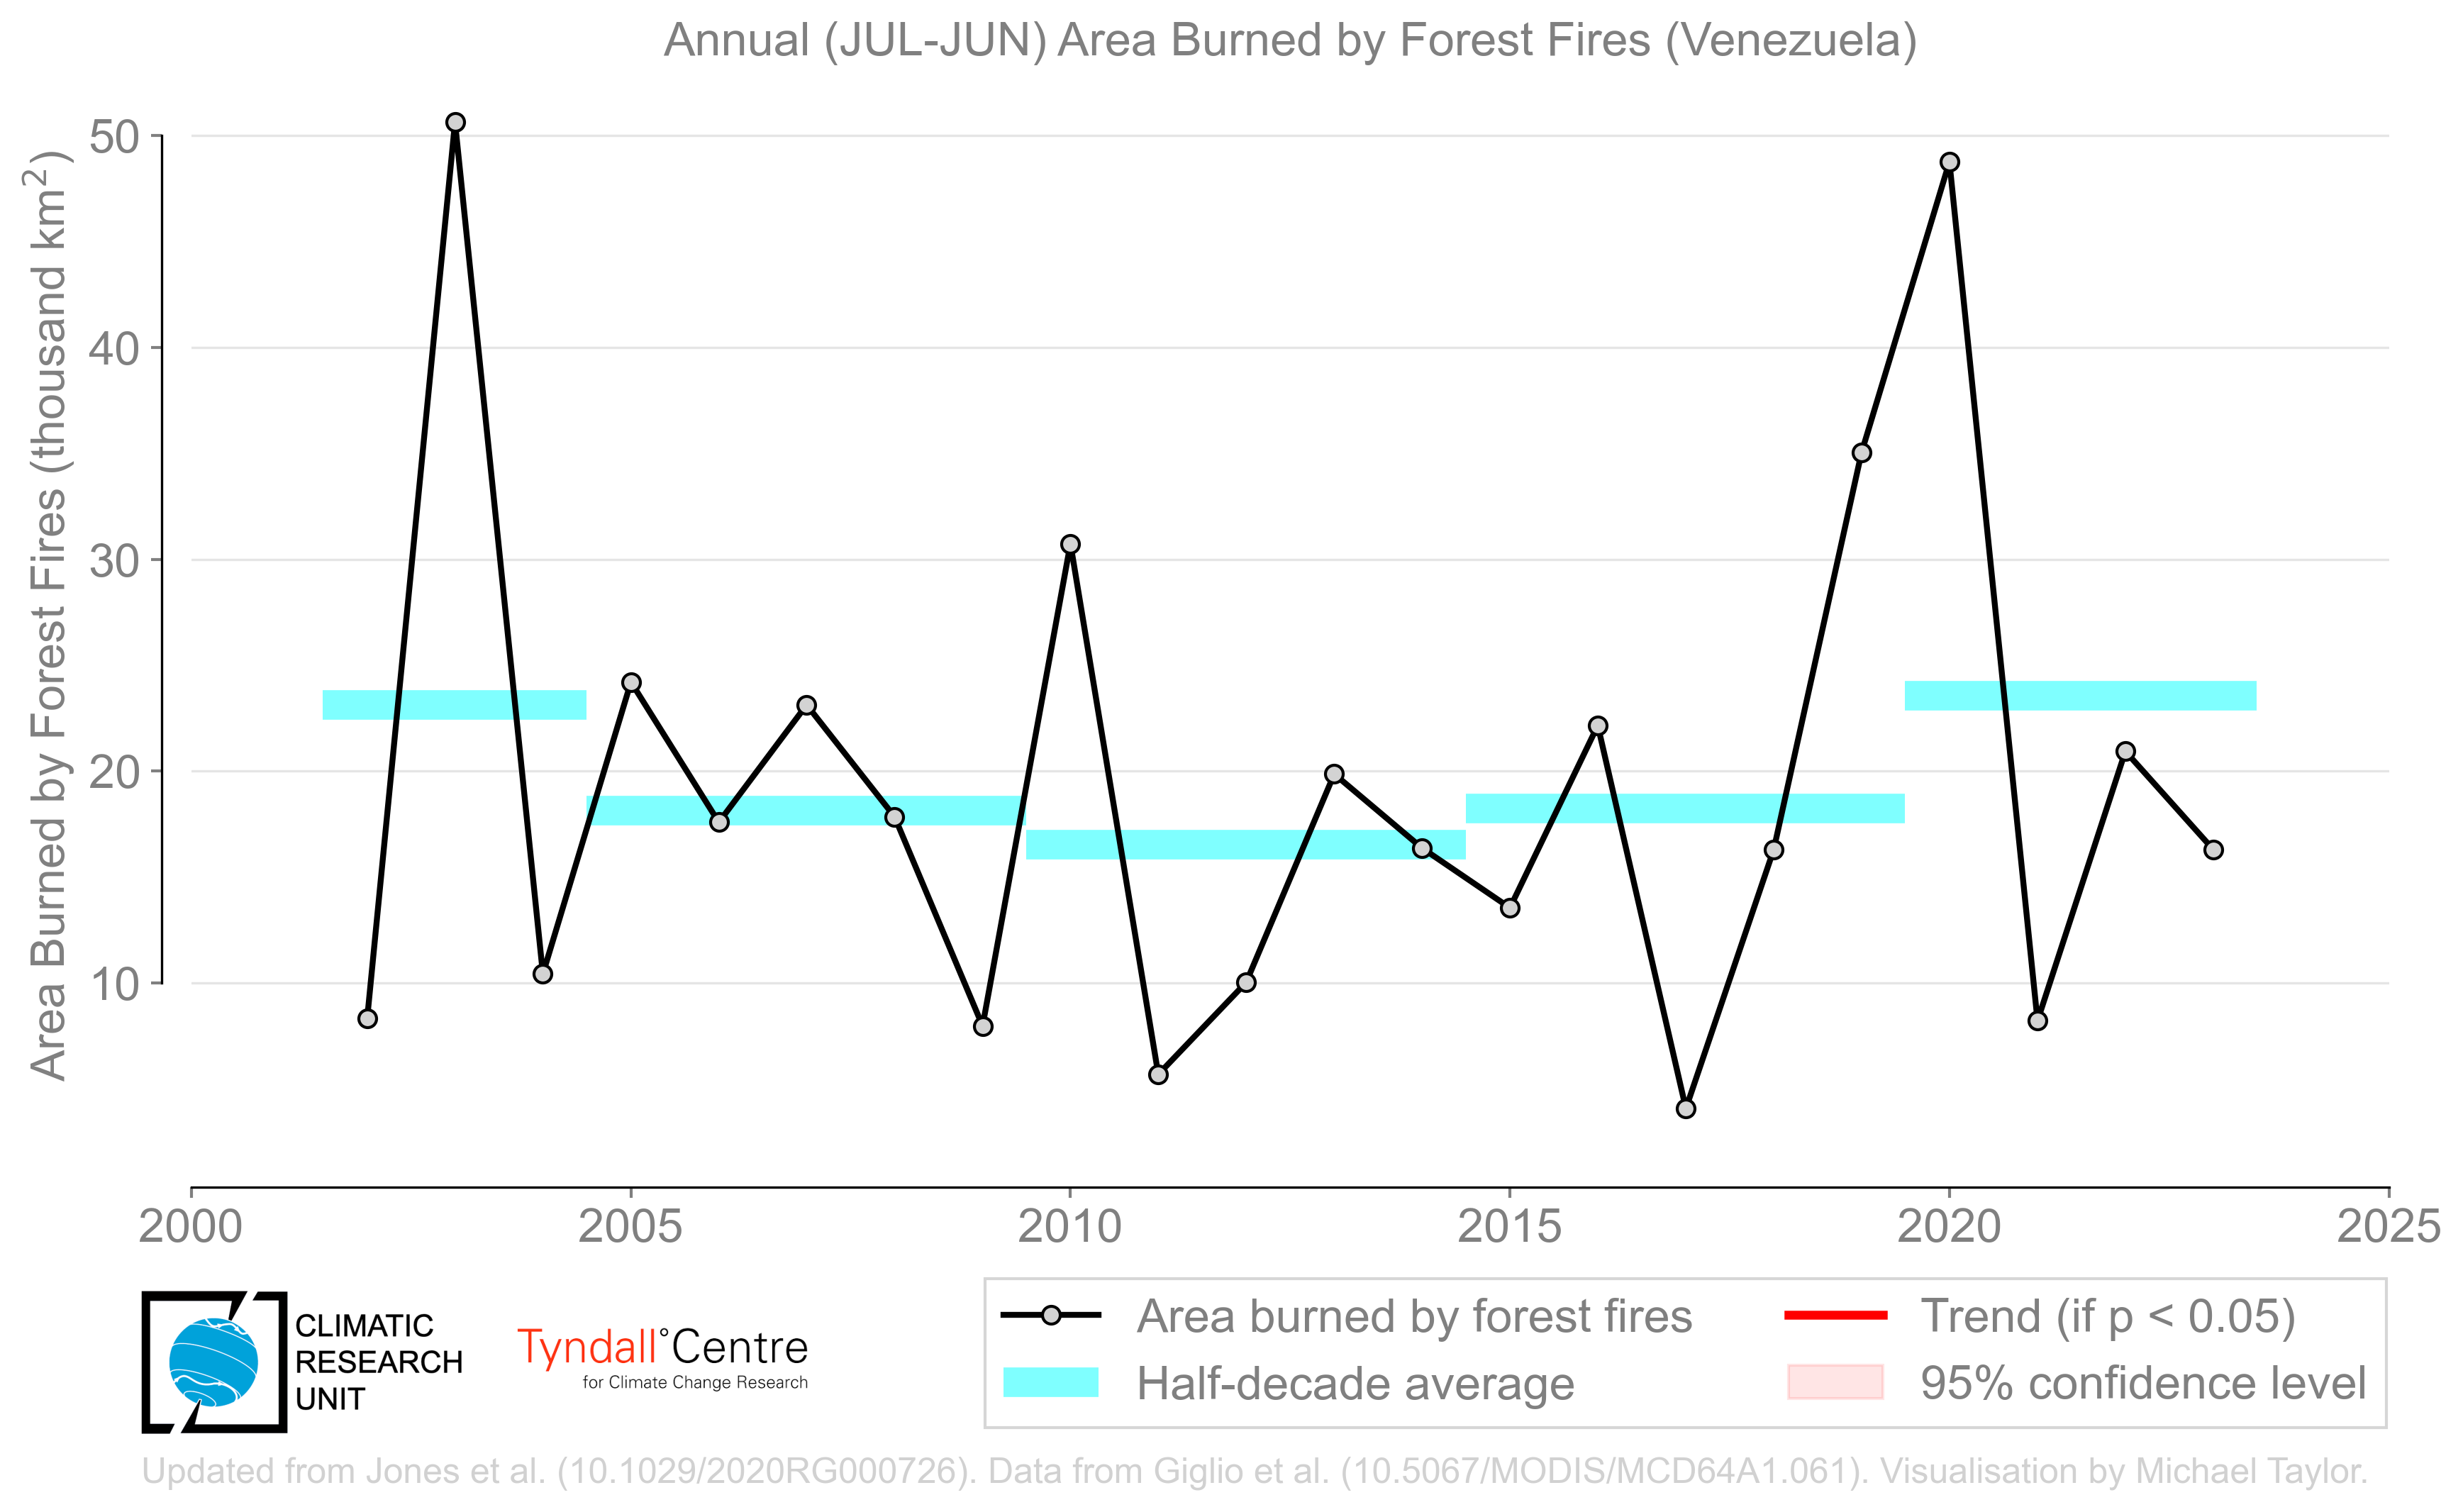 Annual (JUL-JUN) Area Burned by Forest Fires (Venezuela)
Area Burned by Forest Fires (thousand km²)
50
40
30
20
10
2000
2005
2010
2015
2020
2025
CLIMATIC
RESEARCH
UNIT
Tyndall°Centre
for Climate Change Research
Area burned by forest fires
Trend (if p < 0.05)
Half-decade average
95% confidence level
Updated from Jones et al. (10.1029/2020RG000726). Data from Giglio et al. (10.5067/MODIS/MCD64A1.061). Visualisation by Michael Taylor.